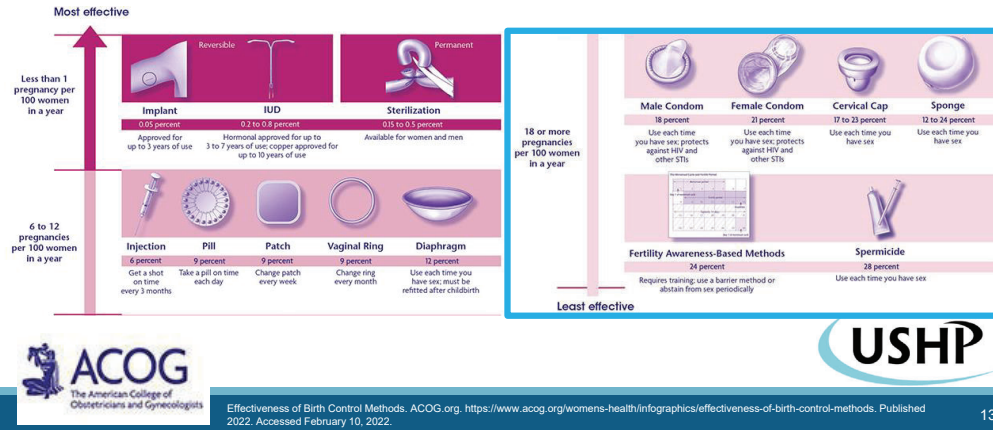 Most effective
Less than 1
pregnancy per
100 women
in a year
Reversible
Permanent
Implant
0.05 percent
Approved for
up to 3 years of use
IUD
0.2 to 0.8 percent
Hormonal approved for up to
3 to 7 years of use; copper approved for
up to 10 years of use
Sterilization
0.15 to 0.5 percent
Available for women and men
6 to 12
pregnancies
per 100 women
in a year
Injection
6 percent
Get a shot
on time
every 3 months
Pill
9 percent
Take a pill on time
each day
Patch
9 percent
Change patch
every week
Vaginal Ring
9 percent
Change ring
every month
Diaphragm
12 percent
Use each time you
have sex; must be
refitted after childbirth
18 or more
pregnancies
per 100 women
in a year
Male Condom
18 percent
Use each time
you have sex; protects
against HIV and
other STIs
Female Condom
21 percent
Use each time
you have sex; protects
against HIV and
other STIs
Cervical Cap
17 to 23 percent
Use each time you
have sex
Sponge
12 to 24 percent
Use each time you
have sex
Fertility Awareness-Based Methods
24 percent
Requires training; use a barrier method or
abstain from sex periodically
Spermicide
28 percent
Use each time you have sex
Least effective
ACOG
The American College of
Obstetricians and Gynecologists
USHP
Effectiveness of Birth Control Methods. ACOG.org. https://www.acog.org/womens-health/infographics/effectiveness-of-birth-control-methods. Published
2022. Accessed February 10, 2022.
13